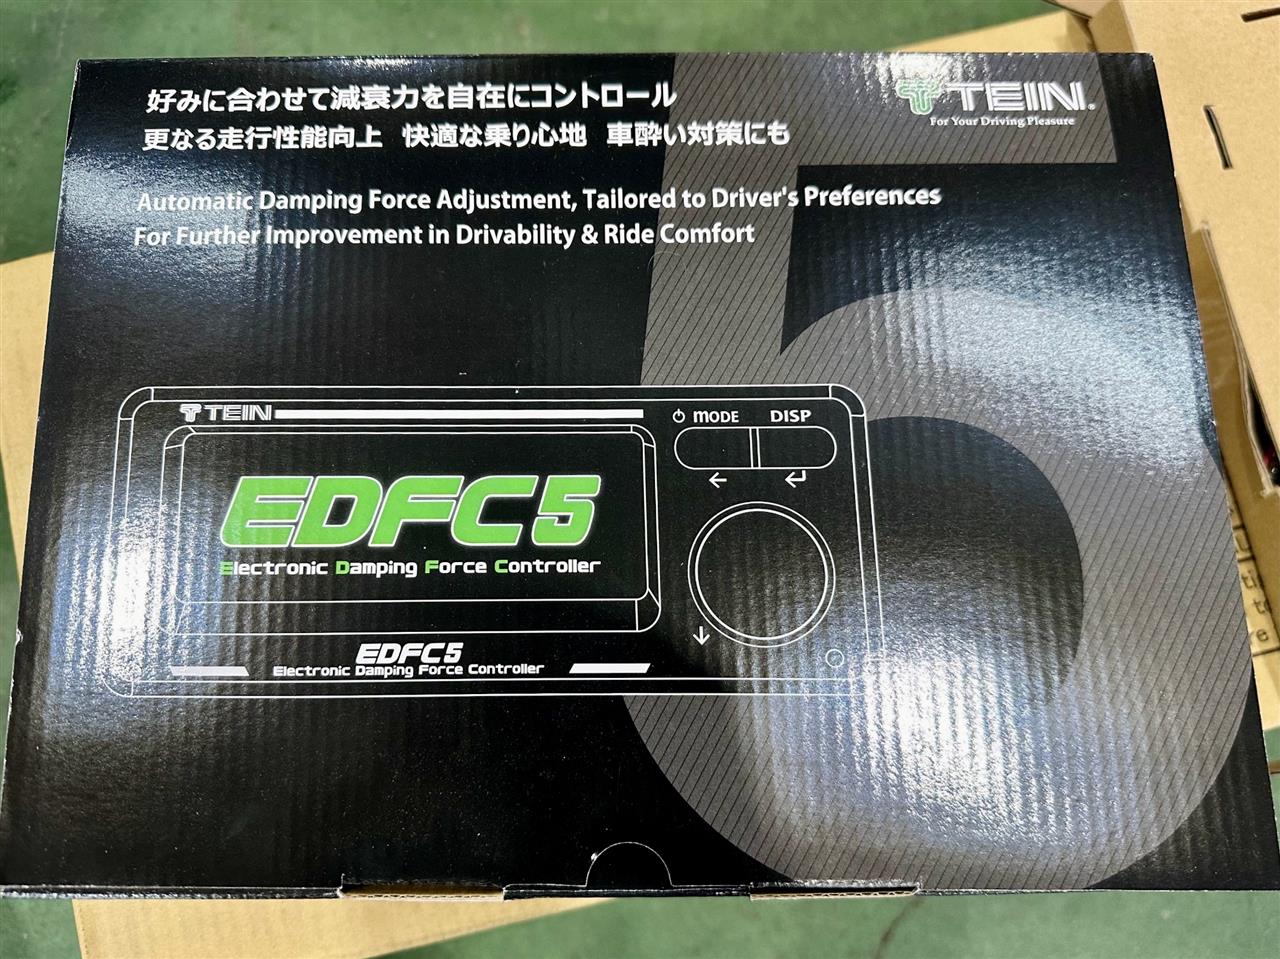 好みに合わせて減衰力を自在にコントロール
更なる走行性能向上 快適な乗り心地 車酔い対策にも
TEIN®
For Your Driving Pleasure
Automatic Damping Force Adjustment, Tailored to Driver's Preferences
For Further Improvement in Drivability & Ride Comfort
5
TEIN
MODE DISP
EDFC5
Electronic Damping Force Controller
EDFC5
Electronic Damping Force Controller